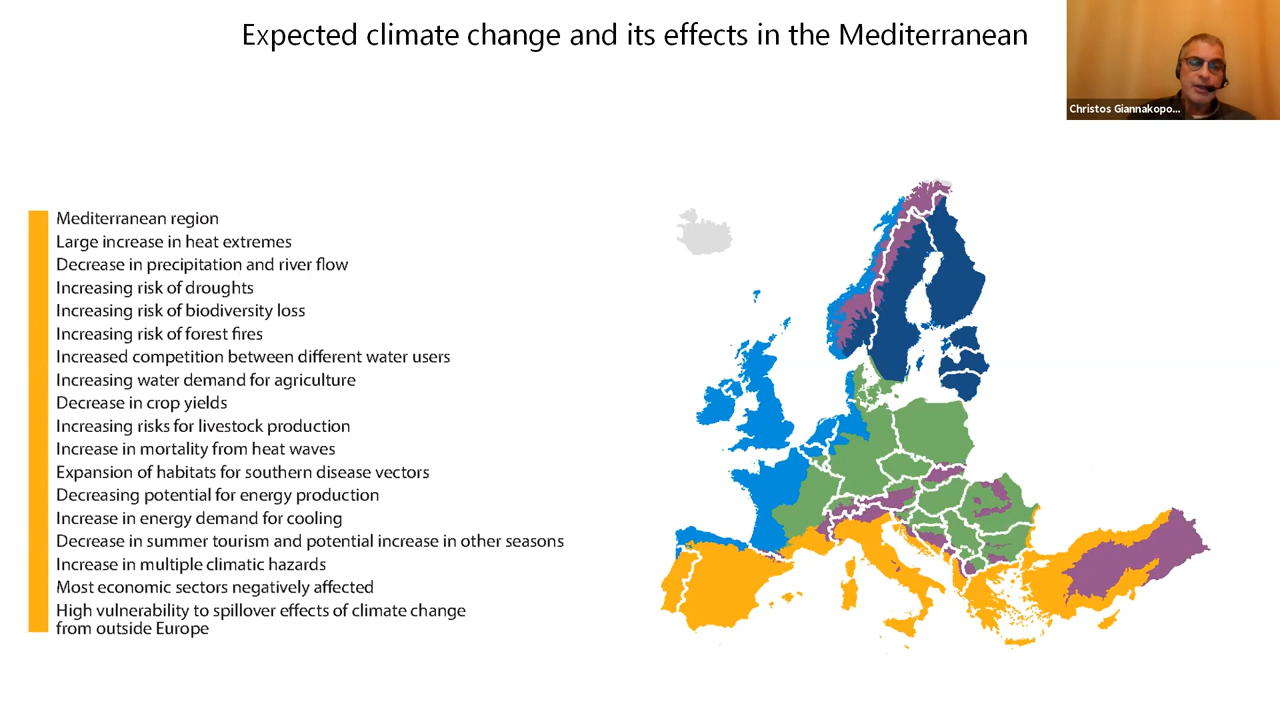 Expected climate change and its effects in the Mediterranean
Christos Giannakopo...
Mediterranean region
Large increase in heat extremes
Decrease in precipitation and river flow
Increasing risk of droughts
Increasing risk of biodiversity loss
Increasing risk of forest fires
Increased competition between different water users
Increasing water demand for agriculture
Decrease in crop yields
Increasing risks for livestock production
Increase in mortality from heat waves
Expansion of habitats for southern disease vectors
Decreasing potential for energy production
Increase in energy demand for cooling
Decrease in summer tourism and potential increase in other seasons
Increase in multiple climatic hazards
Most economic sectors negatively affected
High vulnerability to spillover effects of climate change
from outside Europe